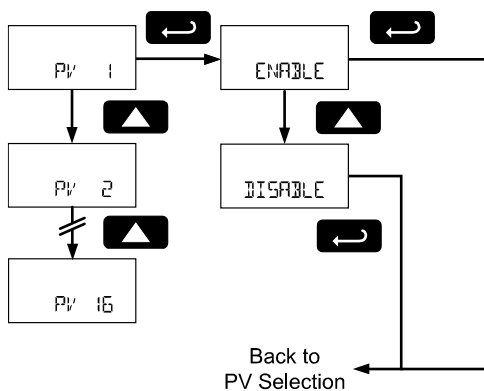 PV 1
ENABLE
PV 2
DISABLE
PV 16
Back to
PV Selection